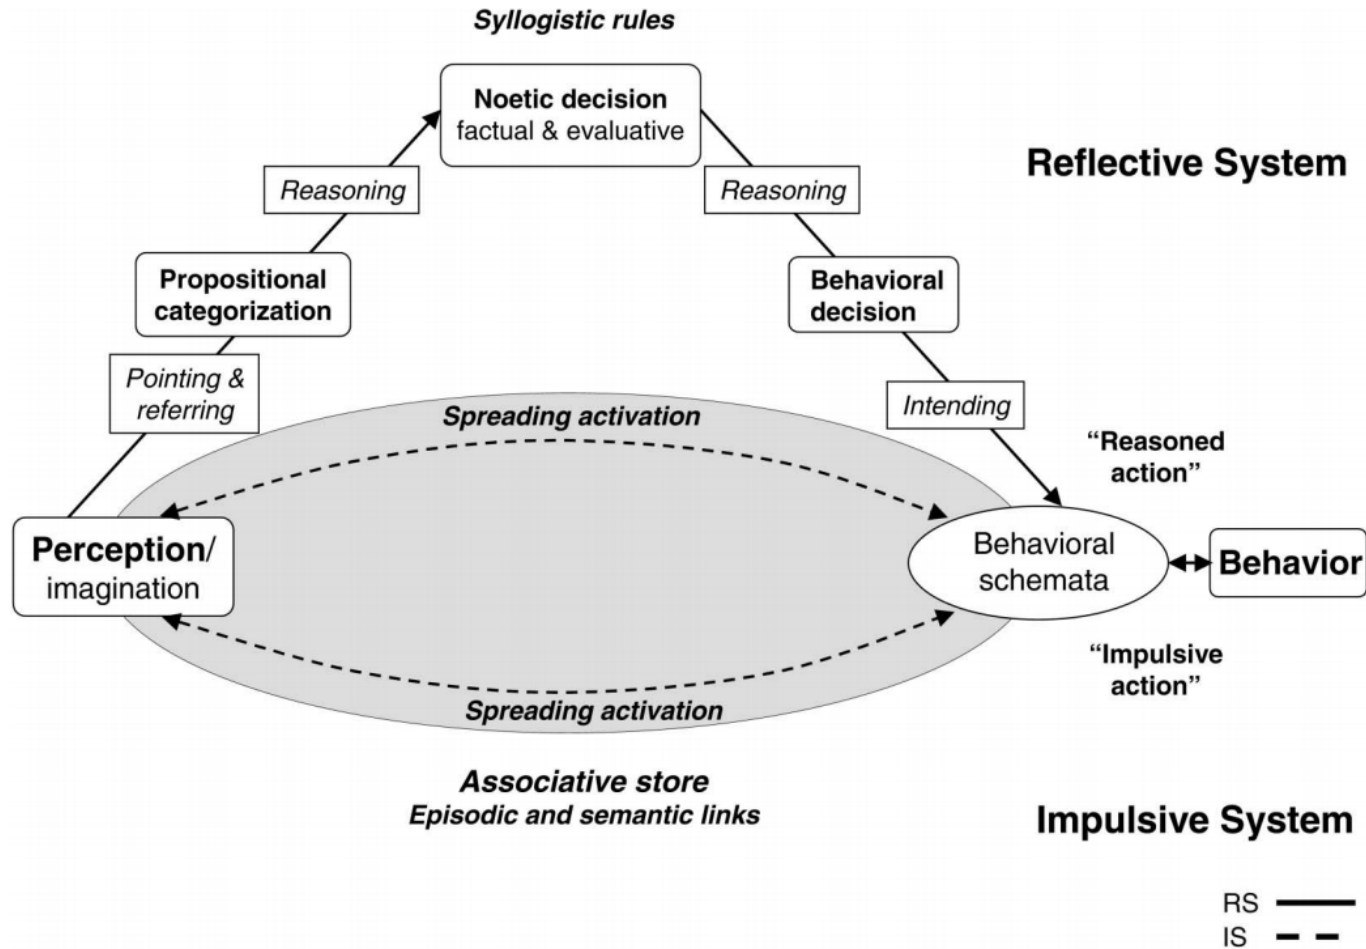 Syllogistic rules
Noetic decision
factual & evaluative
Reflective System
Reasoning
Reasoning
Propositional
categorization
Behavioral
decision
Pointing &
referring
Intending
Spreading activation
“Reasoned
action”
Perception/
imagination
Behavioral
schemata
Behavior
“Impulsive
action”
Spreading activation
Associative store
Episodic and semantic links
Impulsive System
RS
IS